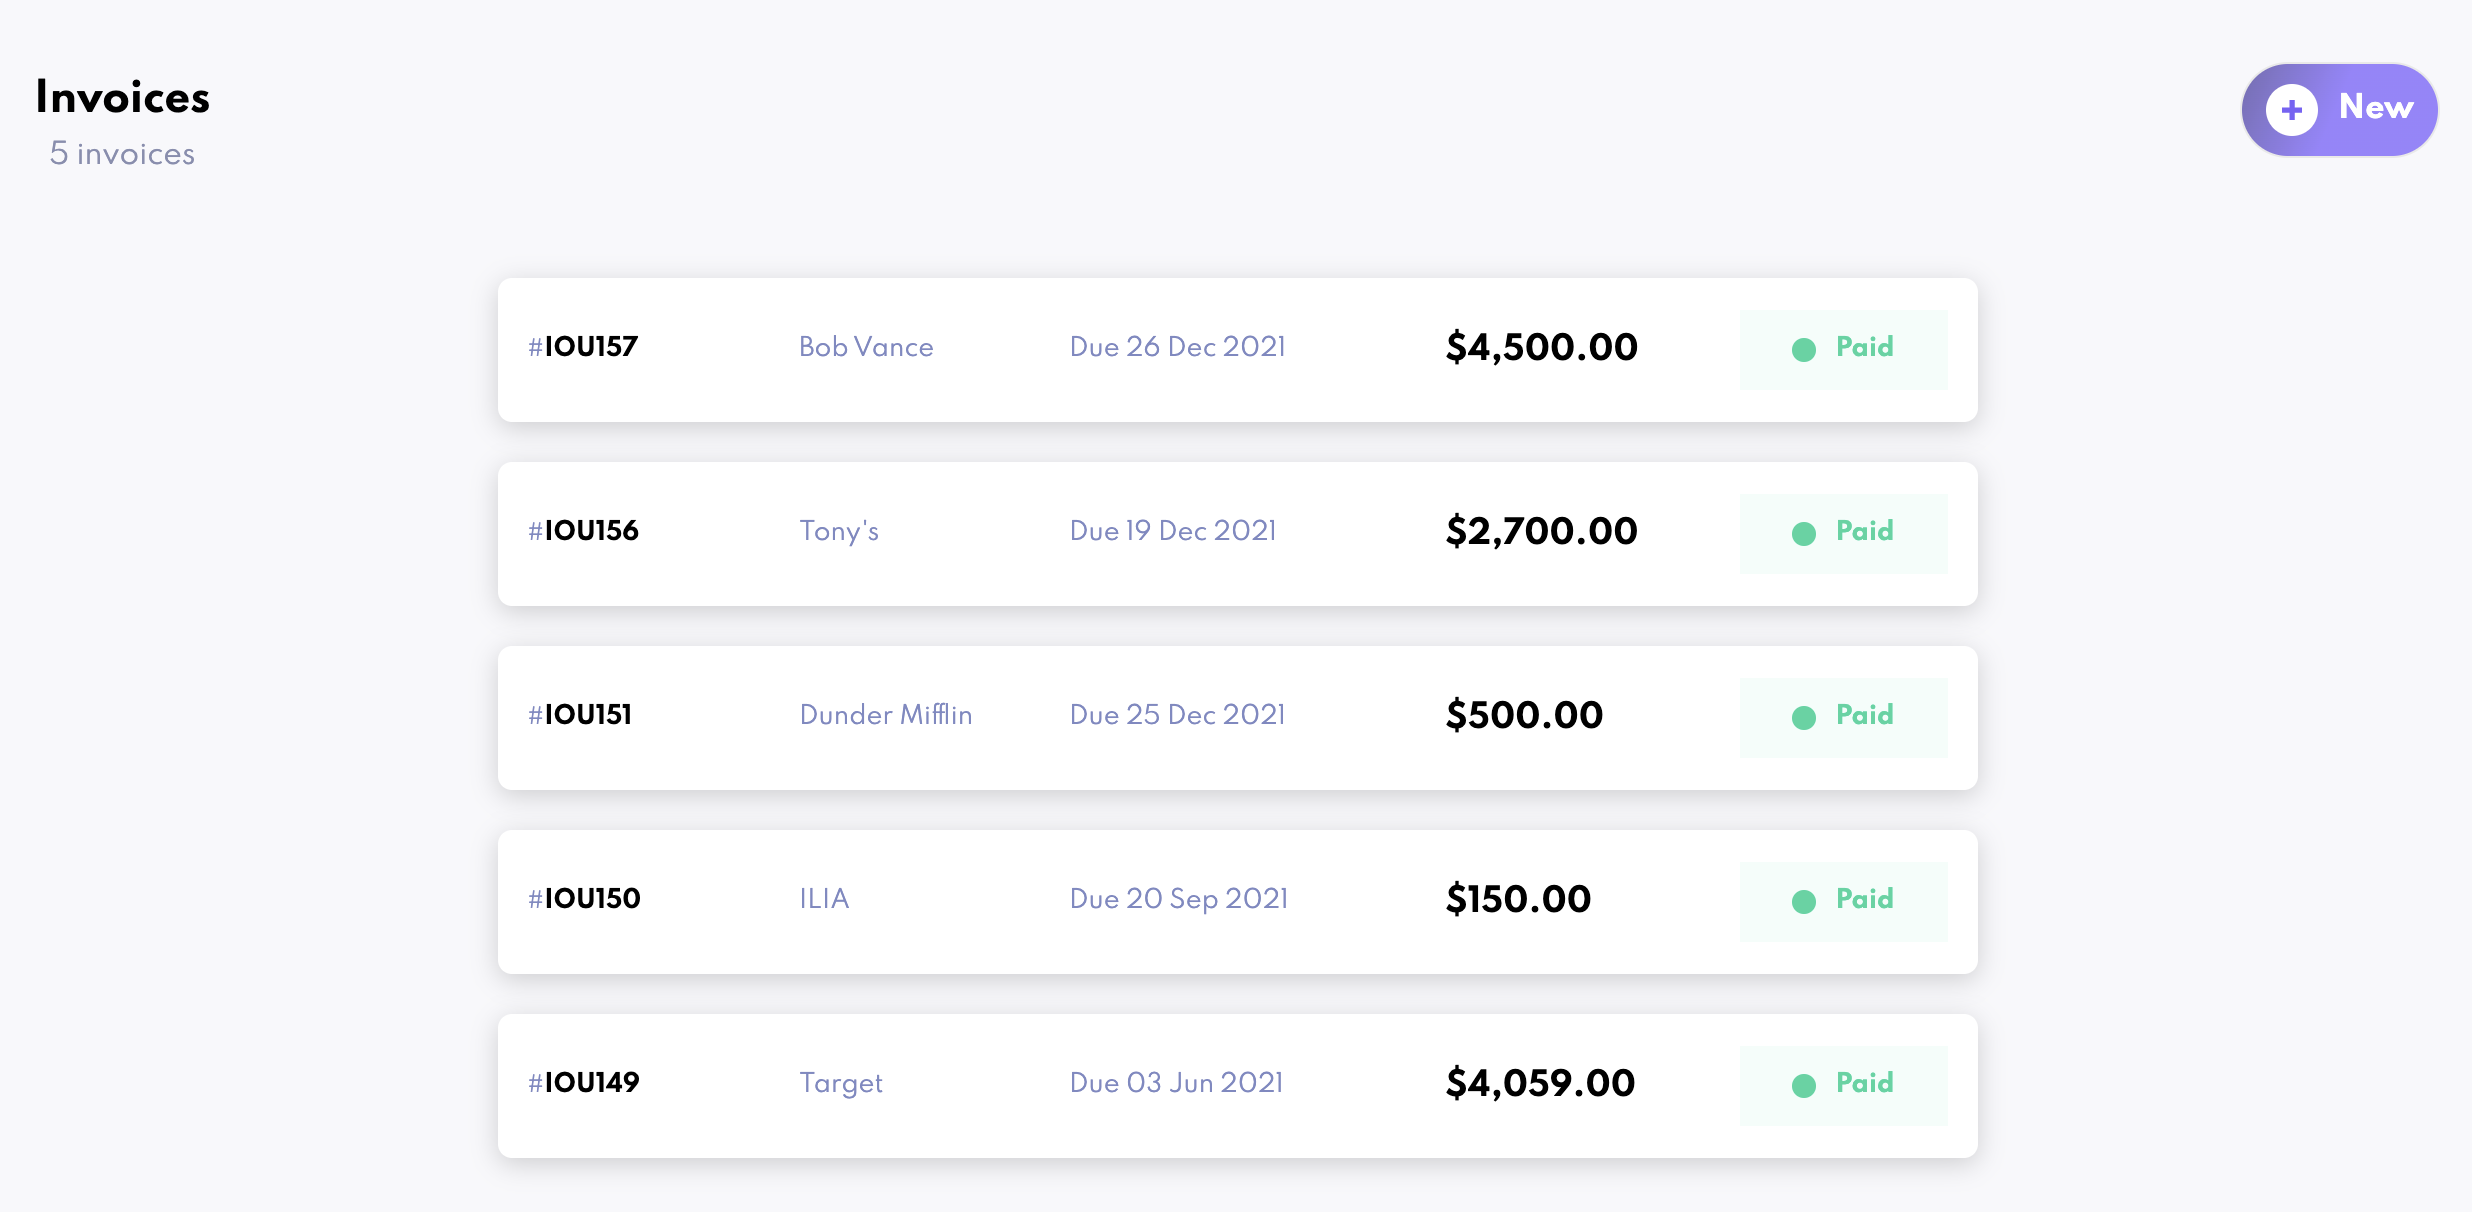 Invoices
5 invoices
New
#IOU157 Bob Vance Due 26 Dec 2021 $4,500.00 Paid
#IOU156 Tony's Due 19 Dec 2021 $2,700.00 Paid
#IOU151 Dunder Mifflin Due 25 Dec 2021 $500.00 Paid
#IOU150 ILIA Due 20 Sep 2021 $150.00 Paid
#IOU149 Target Due 03 Jun 2021 $4,059.00 Paid